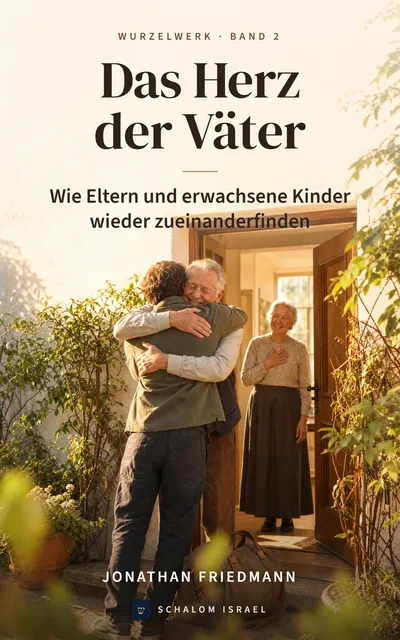 WURZELWERK · BAND 2
Das Herz
der Väter
Wie Eltern und erwachsene Kinder
wieder zueinanderfinden
JONATHAN FRIEDMANN
ש SCHALOM ISRAEL